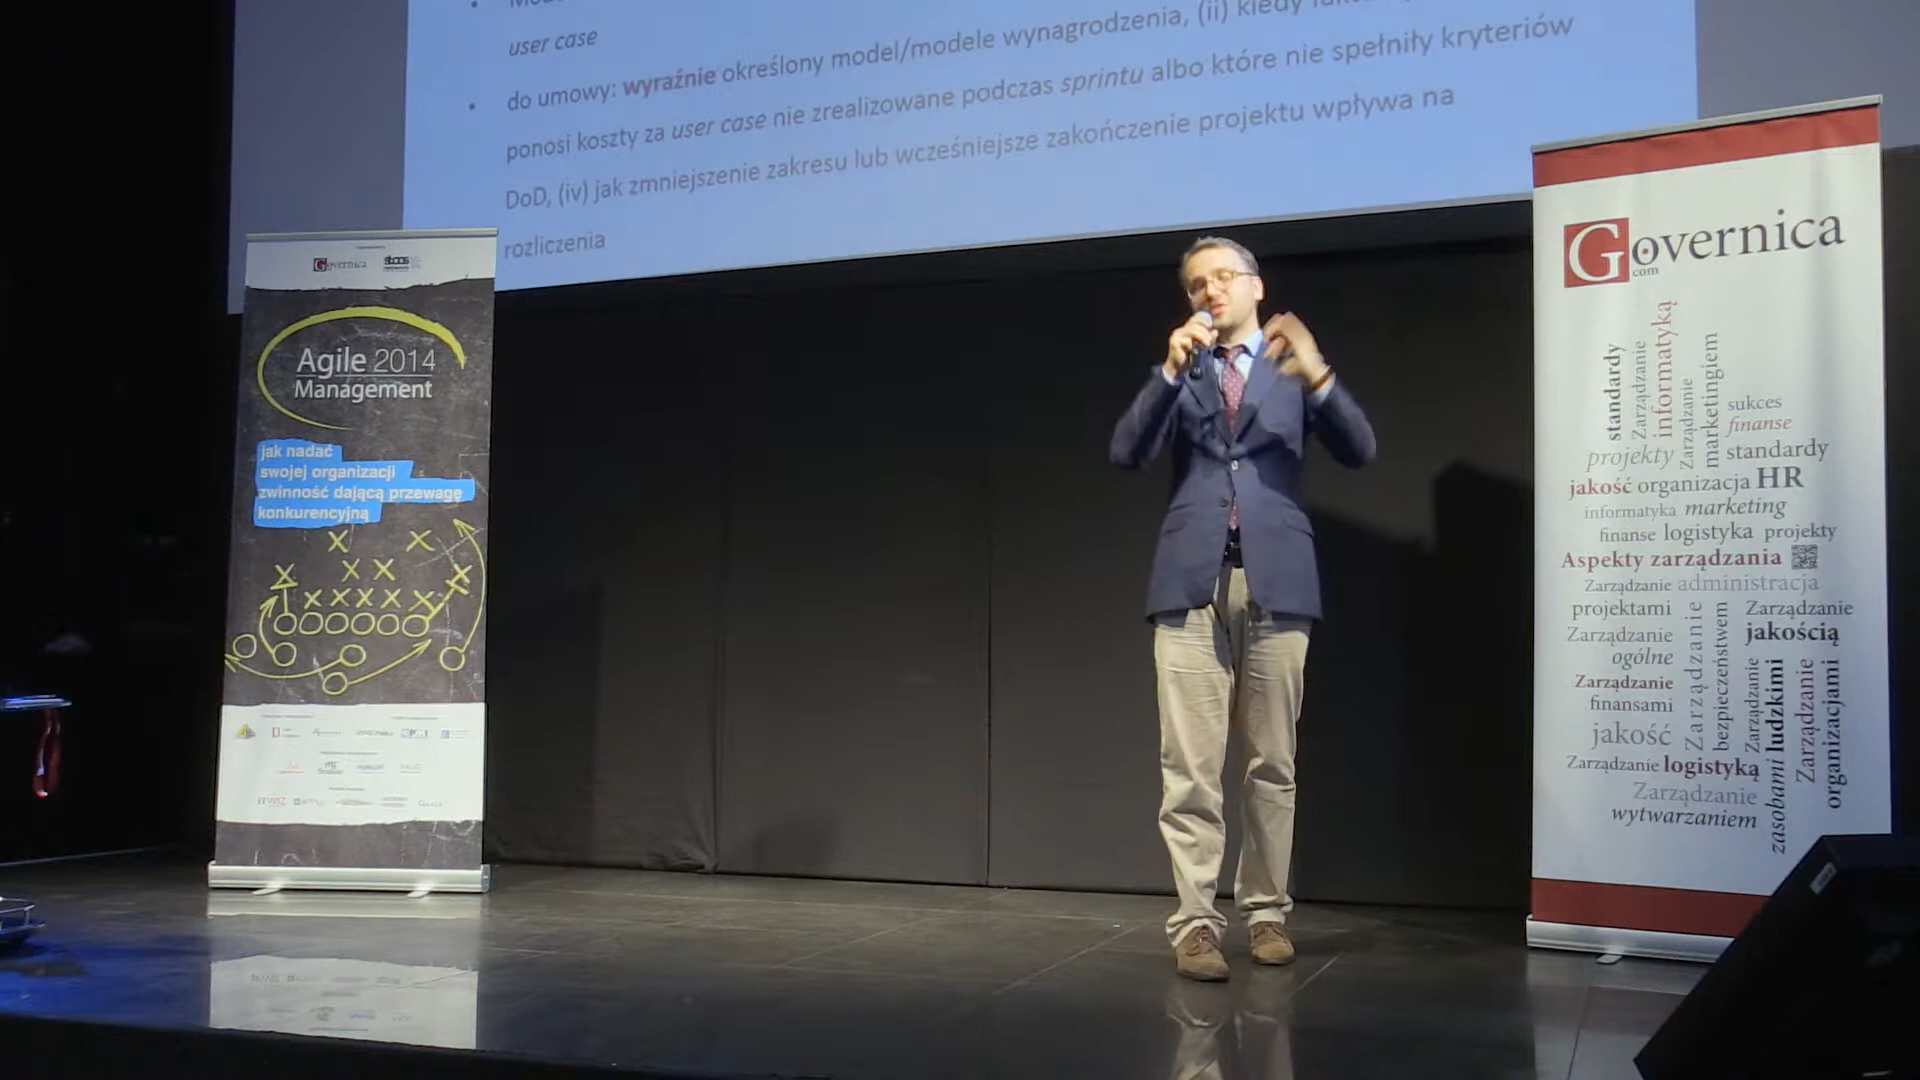 user case
do umowy: wyraźnie określony model/modele wynagrodzenia, (ii) kiedy
ponosi koszty za user case nie zrealizowane podczas sprintu albo które nie spełniły kryteriów
DoD, (iv) jak zmniejszenie zakresu lub wcześniejsze zakończenie projektu wpływa na
rozliczenia
Governica
Agile 2014
Management
jak nadać
swojej organizacji
zwinność dającą przewagę
konkurencyjną
Governica
com
standardy
Zarządzanie
informatyką
Zarządzanie
marketingiem
sukces
finanse
projekty
standardy
jakość organizacja HR
informatyka marketing
finanse logistyka projekty
Aspekty zarządzania
Zarządzanie administracja
projektami
Zarządzanie
Zarządzanie
jakością
ogólne
Zarządzanie
bezpieczeństwem
Zarządzanie
finansami
jakość
Zarządzanie
zasobami ludzkimi
Zarządzanie
organizacjami
Zarządzanie logistyką
Zarządzanie
wytwarzaniem